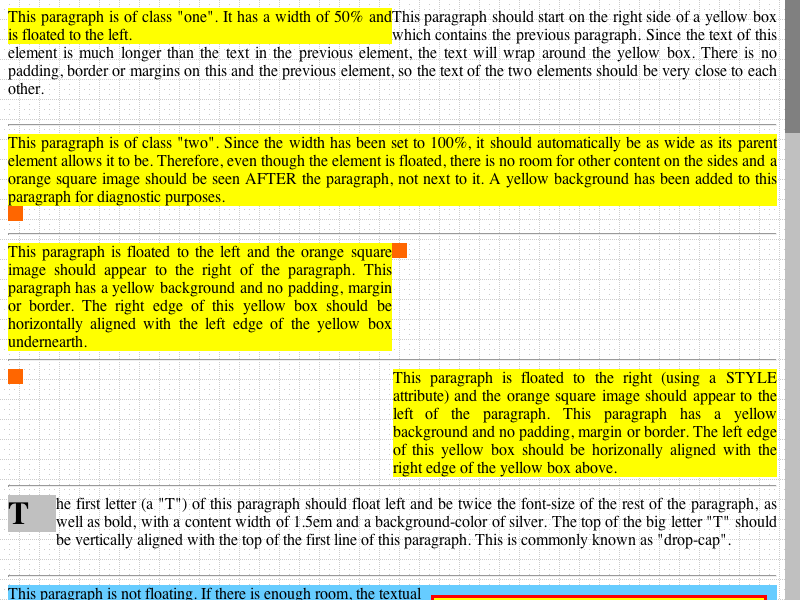 This paragraph is of class "one". It has a width of 50% and
is floated to the left.
This paragraph should start on the right side of a yellow box
which contains the previous paragraph. Since the text of this
element is much longer than the text in the previous element, the text will wrap around the yellow box. There is no
padding, border or margins on this and the previous element, so the text of the two elements should be very close to each
other.
This paragraph is of class "two". Since the width has been set to 100%, it should automatically be as wide as its parent
element allows it to be. Therefore, even though the element is floated, there is no room for other content on the sides and a
orange square image should be seen AFTER the paragraph, not next to it. A yellow background has been added to this
paragraph for diagnostic purposes.
This paragraph is floated to the left and the orange square
image should appear to the right of the paragraph. This
paragraph has a yellow background and no padding, margin
or border. The right edge of this yellow box should be
horizontally aligned with the left edge of the yellow box
undernearth.
This paragraph is floated to the right (using a STYLE
attribute) and the orange square image should appear to the
left of the paragraph. This paragraph has a yellow
background and no padding, margin or border. The left edge
of this yellow box should be horizonally aligned with the
right edge of the yellow box above.
The first letter (a "T") of this paragraph should float left and be twice the font-size of the rest of the paragraph, as
well as bold, with a content width of 1.5em and a background-color of silver. The top of the big letter "T" should
be vertically aligned with the top of the first line of this paragraph. This is commonly known as "drop-cap".
This paragraph is not floating. If there is enough room, the textual